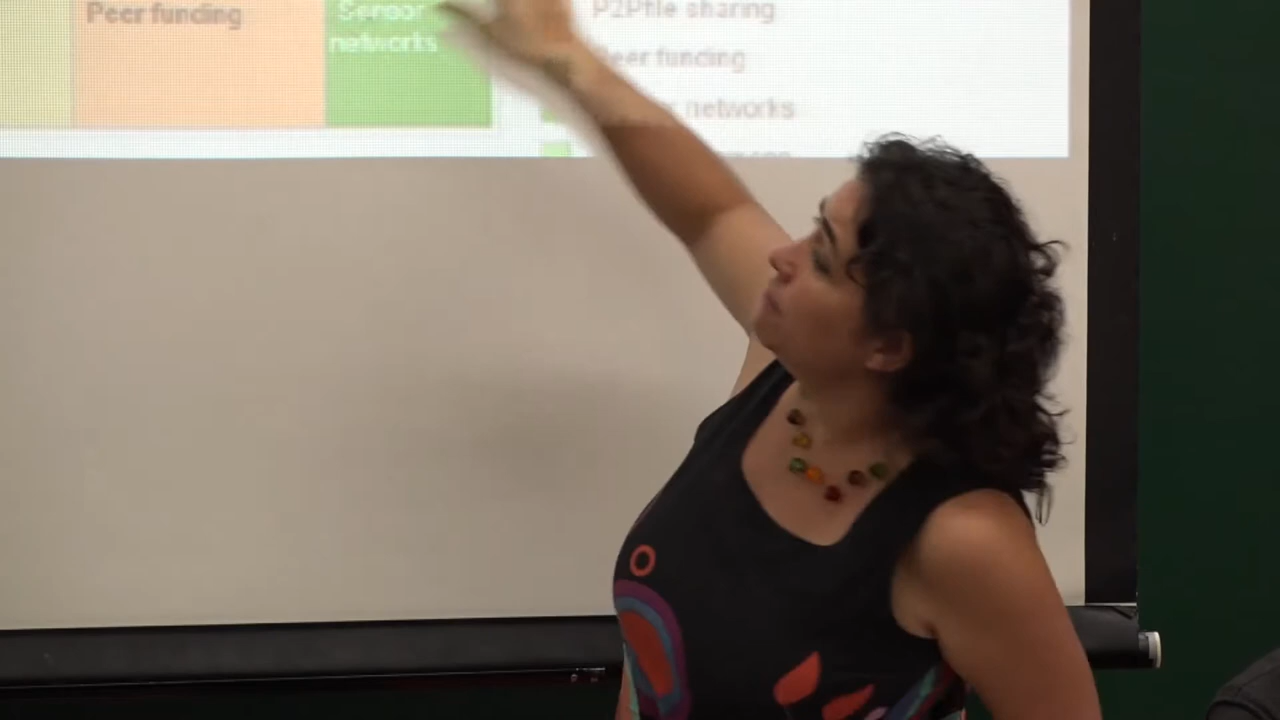 Peer funding
Sensor
networks
P2Pfile sharing
Peer funding
networks